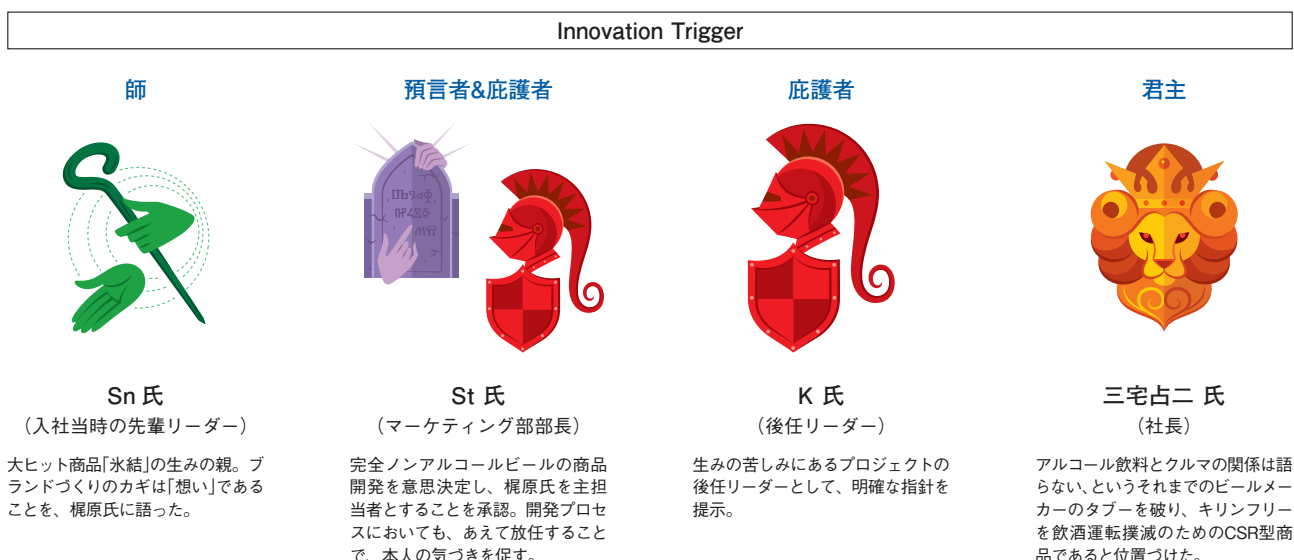 Innovation Trigger
師
預言者&庇護者
庇護者
君主
Sn 氏
（入社当時の先輩リーダー）
大ヒット商品「氷結」の生みの親。ブ
ランドづくりのカギは「想い」である
ことを、梶原氏に語った。
St 氏
（マーケティング部部長）
完全ノンアルコールビールの商品
開発を意思決定し、梶原氏を主担
当者とすることを承認。開発プロセ
スにおいても、あえて放任すること
で、本人の気づきを促す。
K 氏
（後任リーダー）
生みの苦しみにあるプロジェクトの
後任リーダーとして、明確な指針を
提示。
三宅占二 氏
（社長）
アルコール飲料とクルマの関係は語
らない、というそれまでのビールメー
カーのタブーを破り、キリンフリー
を飲酒運転撲滅のためのCSR型商
品であると位置づけた。